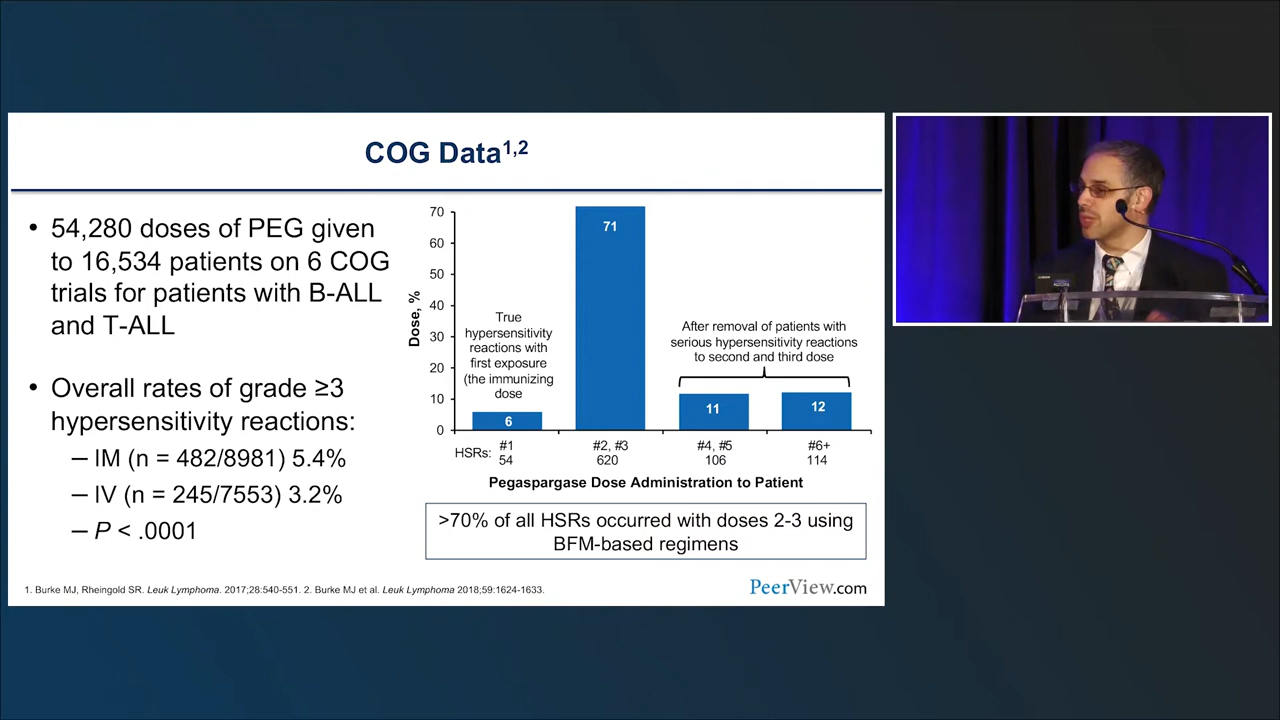 COG Data1,2
• 54,280 doses of PEG given
to 16,534 patients on 6 COG
trials for patients with B-ALL
and T-ALL
• Overall rates of grade ≥3
hypersensitivity reactions:
– IM (n = 482/8981) 5.4%
– IV (n = 245/7553) 3.2%
– P < .0001
Dose, %
70
60
50
40
30
20
10
0
True
hypersensitivity
reactions with
first exposure
(the immunizing
dose
6
71
After removal of patients with
serious hypersensitivity reactions
to second and third dose
11
12
#1 #2, #3 #4, #5 #6+
HSRs: 54 620 106 114
Pegaspargase Dose Administration to Patient
>70% of all HSRs occurred with doses 2-3 using
BFM-based regimens
1. Burke MJ, Rheingold SR. Leuk Lymphoma. 2017;28:540-551. 2. Burke MJ et al. Leuk Lymphoma 2018;59:1624-1633.
PeerView.com